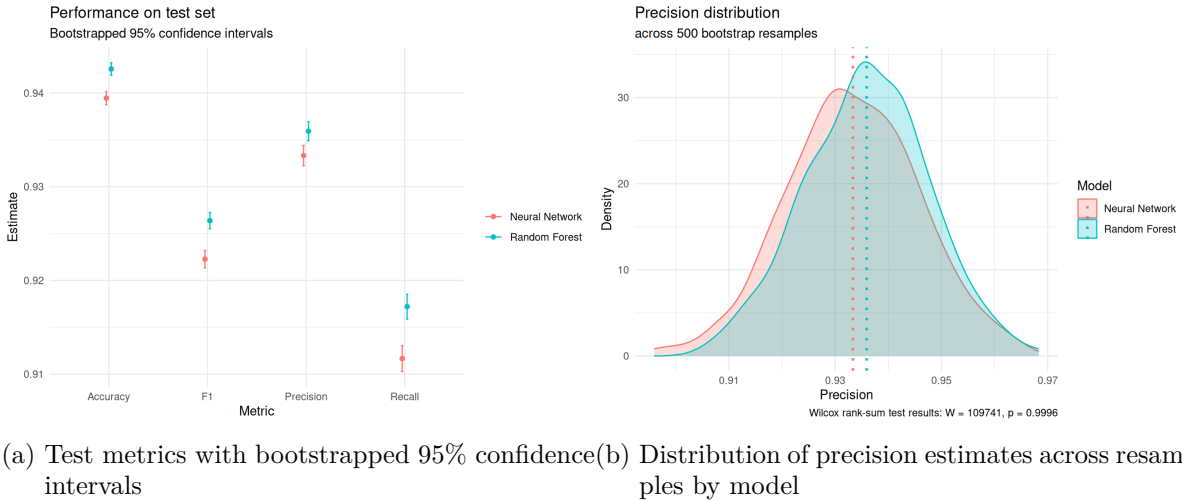 Performance on test set
Bootstrapped 95% confidence intervals
0.94
0.93
0.92
0.91
Estimate
Accuracy
F1
Precision
Recall
Metric
Neural Network
Random Forest
Precision distribution
across 500 bootstrap resamples
30
20
10
0
Density
0.91
0.93
0.95
0.97
Precision
Wilcox rank-sum test results: W = 109741, p = 0.9996
Model
Neural Network
Random Forest
(a) Test metrics with bootstrapped 95% confidence
intervals
(b) Distribution of precision estimates across resam
ples by model